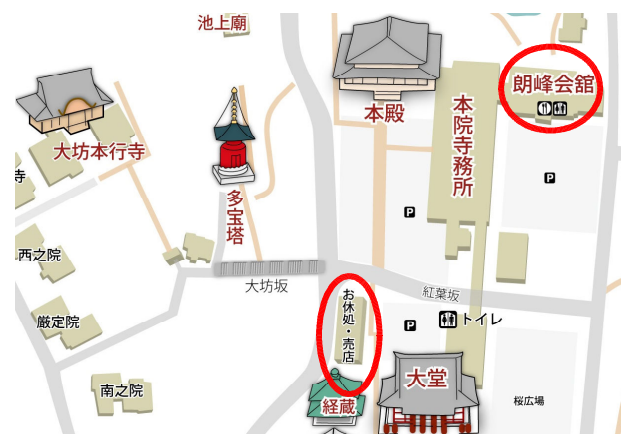 池上廟
本殿
朗峰会舘
大坊本行寺
寺
多宝塔
本院寺務所
P
P
西之院
大坊坂
紅葉坂
お休処・売店
厳定院
P
トイレ
南之院
経蔵
大堂
桜広場